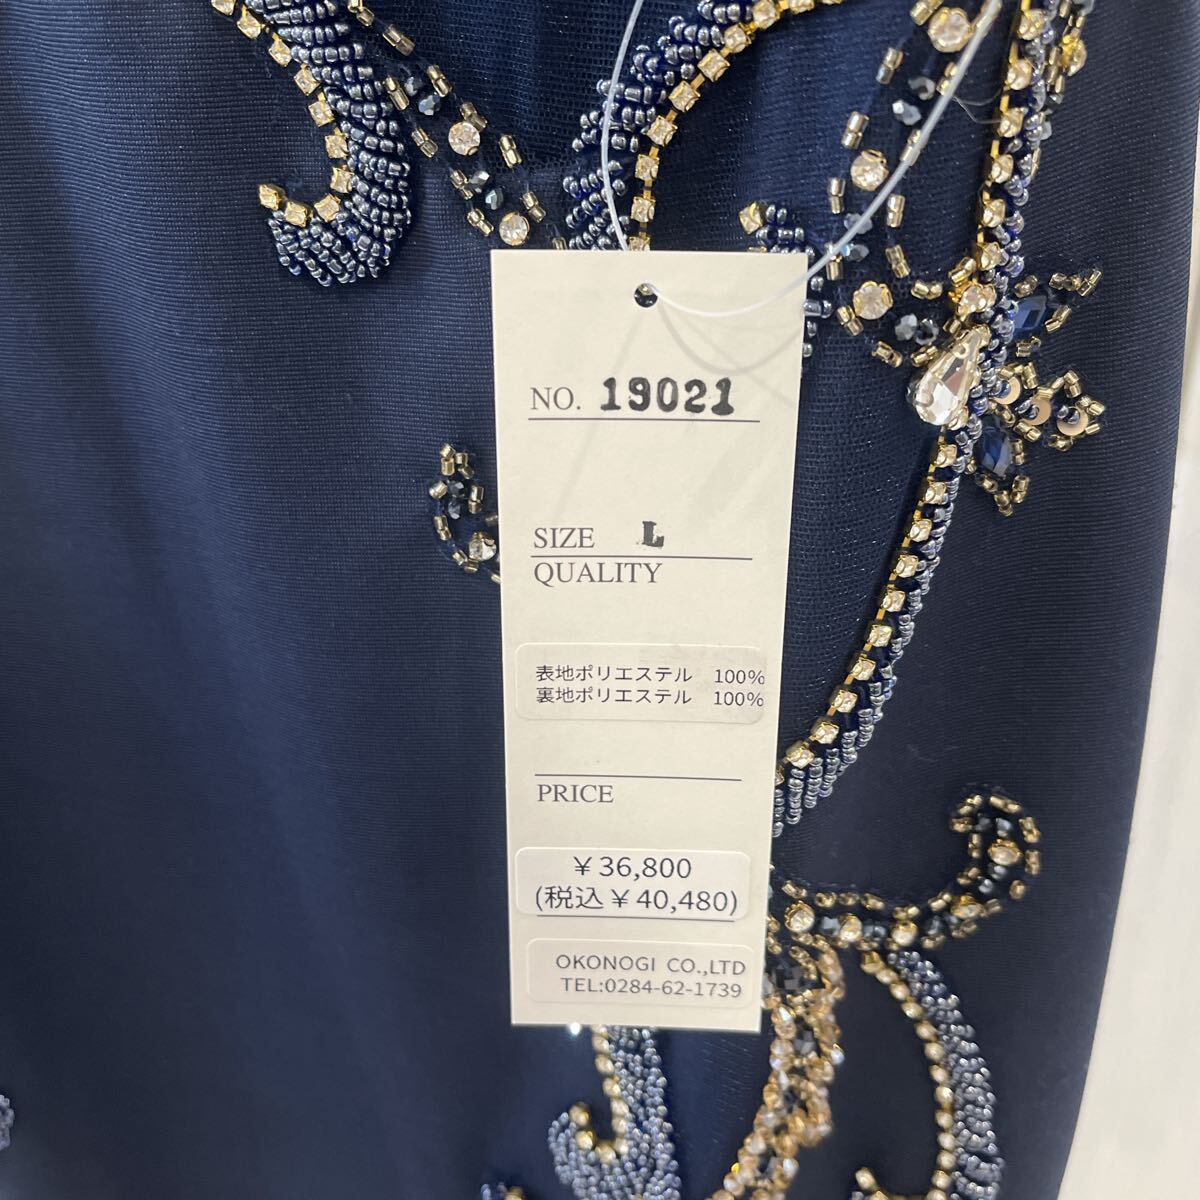 NO. 19021
SIZE L
QUALITY
表地ポリエステル 100%
裏地ポリエステル 100%
PRICE
￥36,800
(税込￥40,480)
OKONOGI CO.,LTD
TEL:0284-62-1739